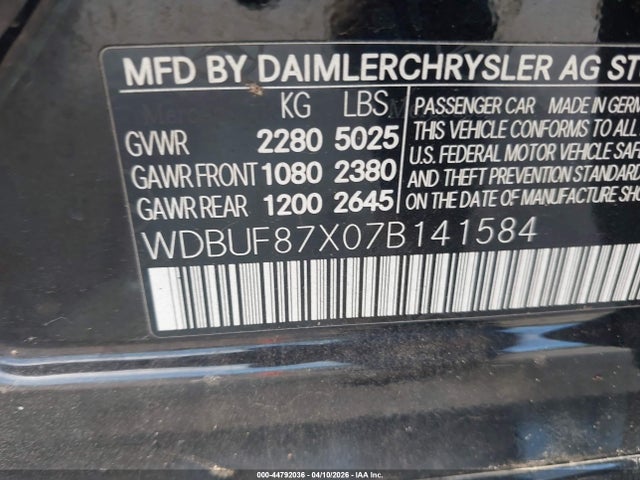 MFD BY DAIMLERCHRYSLER AG ST
KG LBS
GVWR 2280 5025
GAWR FRONT 1080 2380
GAWR REAR 1200 2645
PASSENGER CAR MADE IN GERM
THIS VEHICLE CONFORMS TO ALL
U.S. FEDERAL MOTOR VEHICLE SAF
AND THEFT PREVENTION STANDARD
ON THE DATE OF MANUFACTURE SHO
WDBUF87X07B141584
000-44792036 - 04/10/2026 - IAA, Inc.